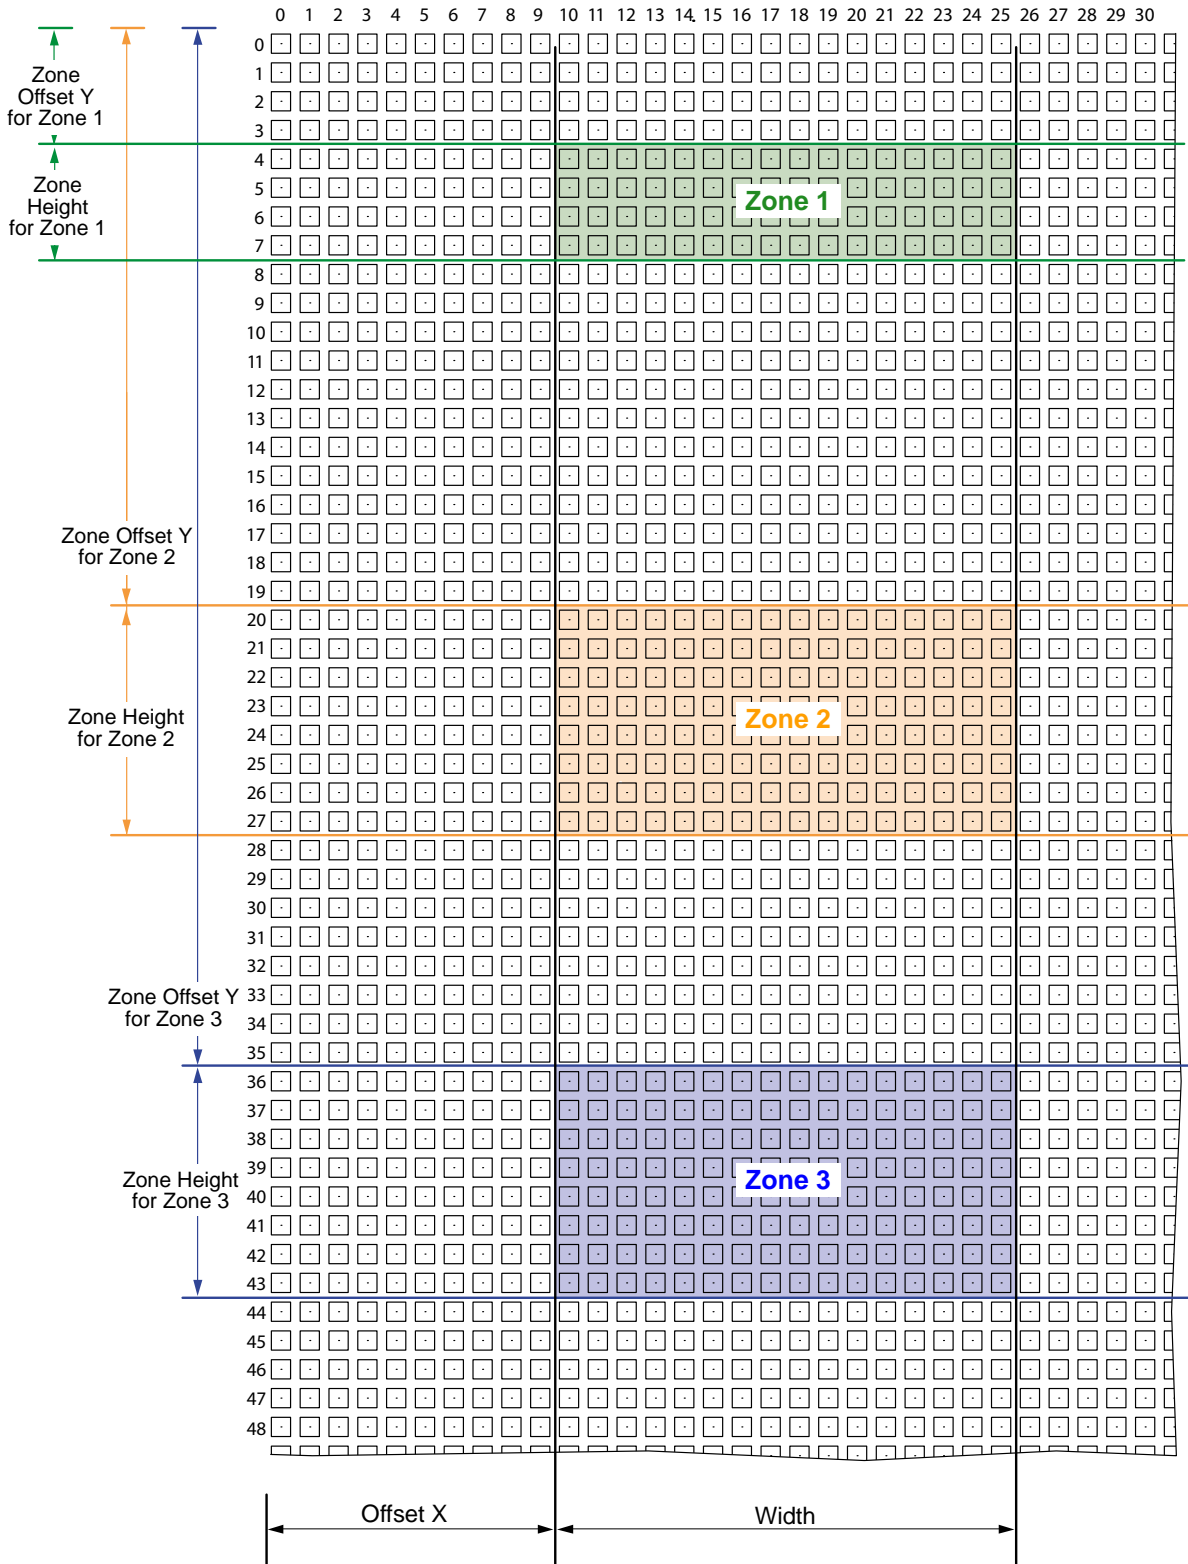 0 1 2 3 4 5 6 7 8 9 10 11 12 13 14 15 16 17 18 19 20 21 22 23 24 25 26 27 28 29 30
0
1
2
3
4
5
6
7
8
9
10
11
12
13
14
15
16
17
18
19
20
21
22
23
24
25
26
27
28
29
30
31
32
33
34
35
36
37
38
39
40
41
42
43
44
45
46
47
48
Zone
Offset Y
for Zone 1
Zone
Height
for Zone 1
Zone 1
Zone Offset Y
for Zone 2
Zone Height
for Zone 2
Zone 2
Zone Offset Y
for Zone 3
Zone Height
for Zone 3
Zone 3
Offset X
Width